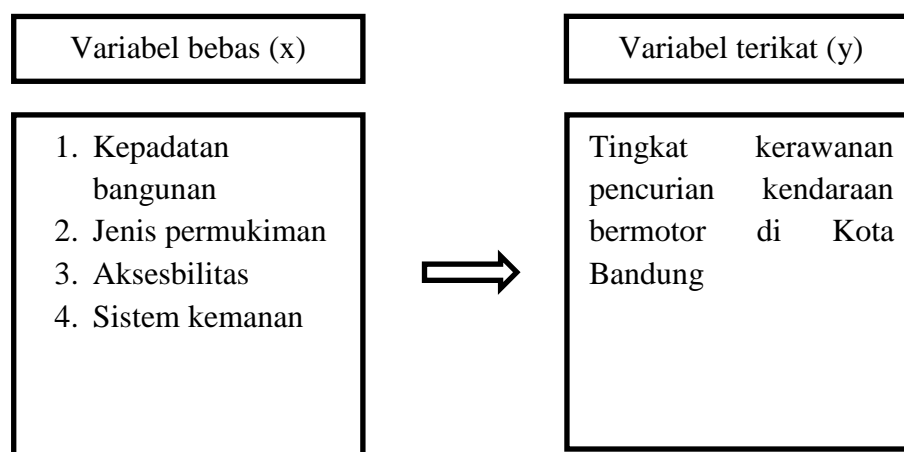 Variabel bebas (x)
Variabel terikat (y)
1. Kepadatan
bangunan
2. Jenis permukiman
3. Aksesbilitas
4. Sistem kemanan
Tingkat kerawanan
pencurian kendaraan
bermotor di Kota
Bandung